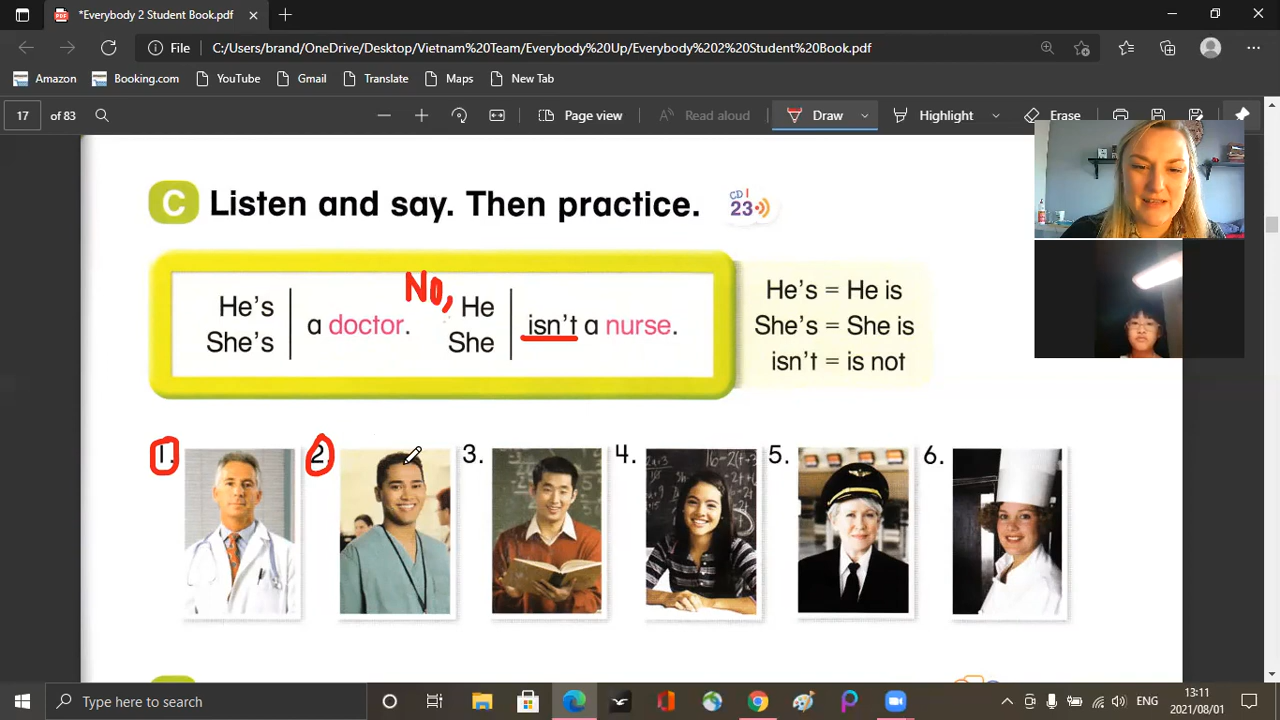 *Everybody 2 Student Book.pdf
File C:/Users/brand/OneDrive/Desktop/Vietnam%20Team/Everybody%20Up/Everybody%202%20Student%20Book.pdf
Amazon Booking.com YouTube Gmail Translate Maps New Tab
17 of 83 Page view Read aloud Draw Highlight Erase
C Listen and say. Then practice. CD 1 23
No,
He's He
a doctor. isn't a nurse.
She's She
He's = He is
She's = She is
isn't = is not
1. 2. 3. 4. 5. 6.
Type here to search
ENG
13:11
2021/08/01